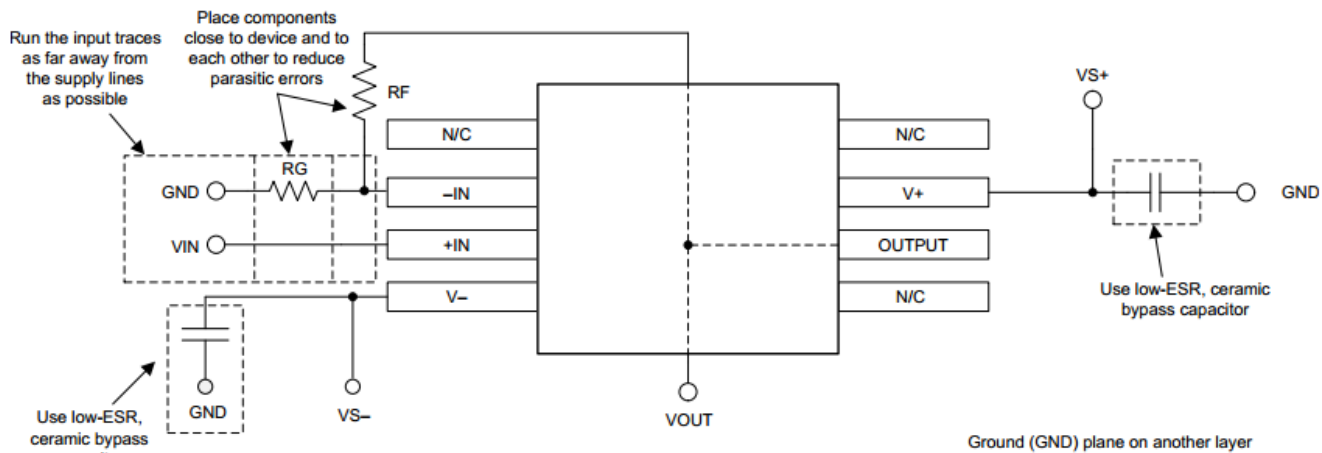 Place components
close to device and to
each other to reduce
parasitic errors
Run the input traces
as far away from
the supply lines
as possible
RF
VS+
N/C
N/C
RG
GND
–IN
V+
GND
VIN
+IN
OUTPUT
V–
N/C
Use low-ESR, ceramic
bypass capacitor
GND
VS–
VOUT
Use low-ESR,
ceramic bypass
Ground (GND) plane on another layer